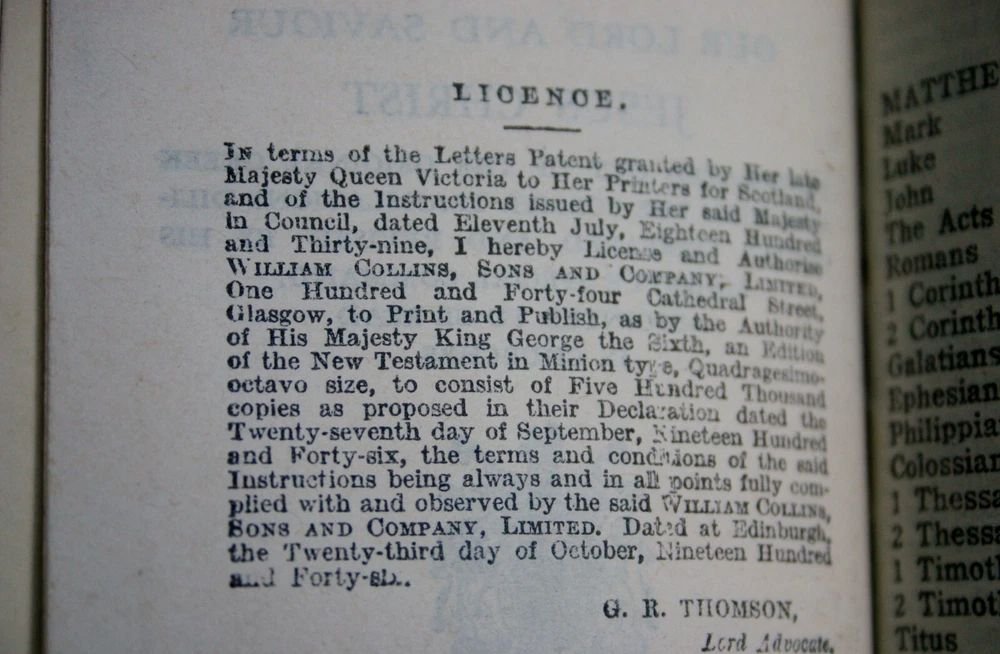 LICENCE.
In terms of the Letters Patent granted by Her late
Majesty Queen Victoria to Her Printers for Scotland,
and of the Instructions issued by Her said Majesty
in Council, dated Eleventh July, Eighteen Hundred
and Thirty-nine, I hereby License and Authorise
WILLIAM COLLINS, SONS AND COMPANY, LIMITED,
One Hundred and Forty-four Cathedral Street,
Glasgow, to Print and Publish, as by the Authority
of His Majesty King George the Sixth, an Edition
of the New Testament in Minion type, Quadragesimo-
octavo size, to consist of Five Hundred Thousand
copies as proposed in their Declaration dated the
Twenty-seventh day of September, Nineteen Hundred
and Forty-six, the terms and conditions of the said
Instructions being always and in all points fully com-
plied with and observed by the said WILLIAM COLLINS,
SONS AND COMPANY, LIMITED. Dated at Edinburgh,
the Twenty-third day of October, Nineteen Hundred
and Forty-six.
G. R. THOMSON,
Lord Advocate.
MATTHE
Mark
Luke
John
The Acts
Romans
1 Corinth
2 Corinth
Galatians
Ephesian
Philippia
Colossian
1 Thessa
2 Thessa
1 Timoth
2 Timot
Titus